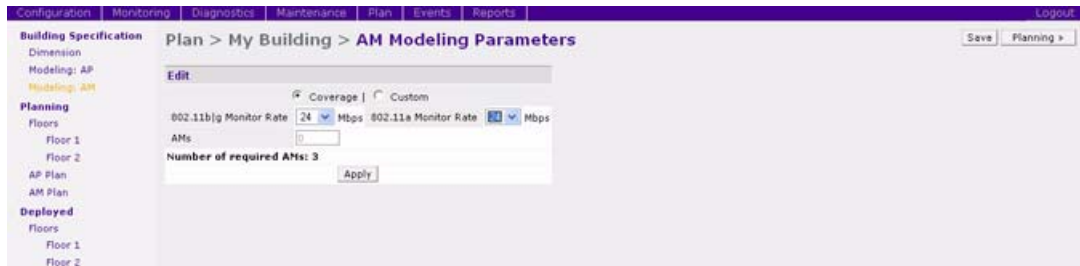 Configuration | Monitoring | Diagnostics | Maintenance | Plan | Events | Reports | Logout
Building Specification
Dimension
Modeling: AP
Modeling: AM
Planning
Floors
Floor 1
Floor 2
AP Plan
AM Plan
Deployed
Floors
Floor 1
Floor 2
Plan > My Building > AM Modeling Parameters
Save Planning >
Edit
Coverage | Custom
802.11b|g Monitor Rate 24 Mbps 802.11a Monitor Rate 24 Mbps
AMs 0
Number of required AMs: 3
Apply